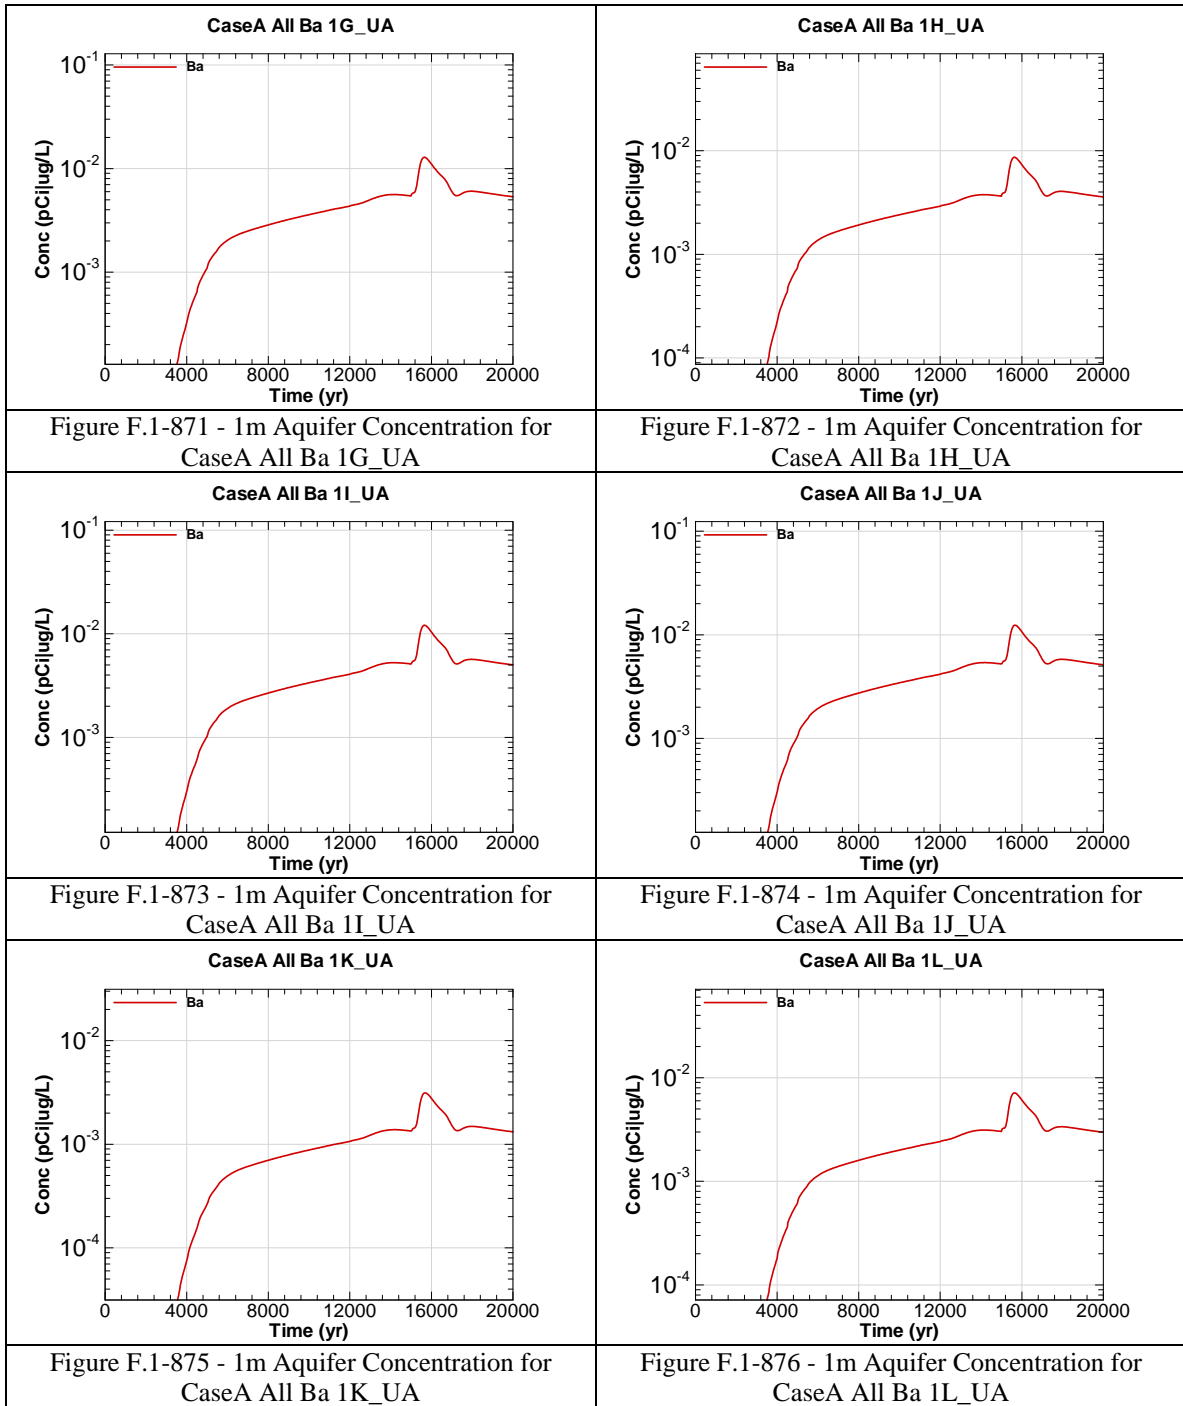 CaseA All Ba 1G_UA
Ba
10-1
10-2
10-3
Conc (pCi|ug/L)
0 4000 8000 12000 16000 20000
Time (yr)
Figure F.1-871 - 1m Aquifer Concentration for
CaseA All Ba 1G_UA
CaseA All Ba 1H_UA
Ba
10-2
10-3
10-4
Conc (pCi|ug/L)
0 4000 8000 12000 16000 20000
Time (yr)
Figure F.1-872 - 1m Aquifer Concentration for
CaseA All Ba 1H_UA
CaseA All Ba 1I_UA
Ba
10-1
10-2
10-3
Conc (pCi|ug/L)
0 4000 8000 12000 16000 20000
Time (yr)
Figure F.1-873 - 1m Aquifer Concentration for
CaseA All Ba 1I_UA
CaseA All Ba 1J_UA
Ba
10-1
10-2
10-3
Conc (pCi|ug/L)
0 4000 8000 12000 16000 20000
Time (yr)
Figure F.1-874 - 1m Aquifer Concentration for
CaseA All Ba 1J_UA
CaseA All Ba 1K_UA
Ba
10-2
10-3
10-4
Conc (pCi|ug/L)
0 4000 8000 12000 16000 20000
Time (yr)
Figure F.1-875 - 1m Aquifer Concentration for
CaseA All Ba 1K_UA
CaseA All Ba 1L_UA
Ba
10-2
10-3
10-4
Conc (pCi|ug/L)
0 4000 8000 12000 16000 20000
Time (yr)
Figure F.1-876 - 1m Aquifer Concentration for
CaseA All Ba 1L_UA